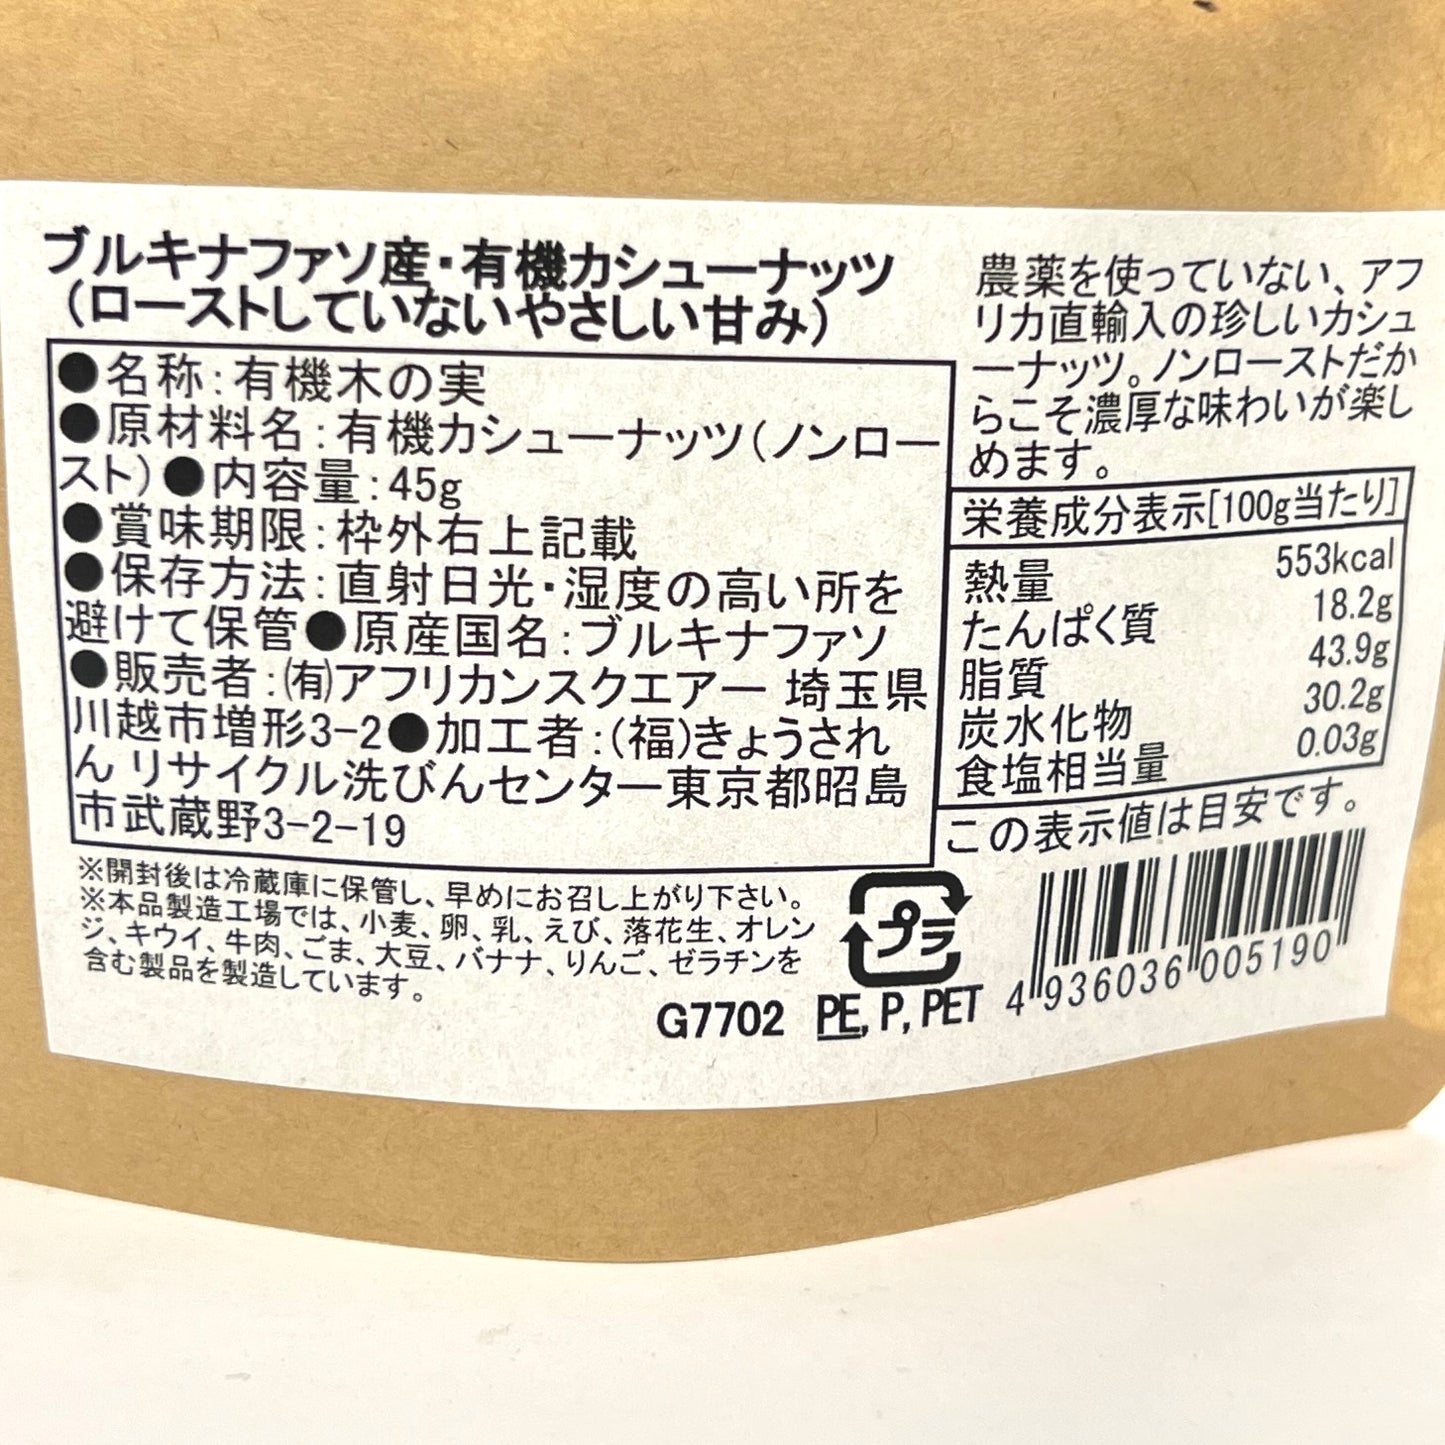 ブルキナファソ産・有機カシューナッツ
（ローストしていないやさしい甘み）
●名称：有機木の実
●原材料名：有機カシューナッツ（ノンロー
スト）●内容量：45g
●賞味期限：枠外右上記載
●保存方法：直射日光・湿度の高い所を
避けて保管●原産国名：ブルキナファソ
●販売者：㈲アフリカンスクエアー 埼玉県
川越市増形3-2●加工者：（福）きょうされ
ん リサイクル洗びんセンター東京都昭島
市武蔵野3-2-19
※開封後は冷蔵庫に保管し、早めにお召し上がり下さい。
※本品製造工場では、小麦、卵、乳、えび、落花生、オレン
ジ、キウイ、牛肉、ごま、大豆、バナナ、りんご、ゼラチンを
含む製品を製造しています。
農薬を使っていない、アフ
リカ直輸入の珍しいカシュ
ーナッツ。ノンローストだか
らこそ濃厚な味わいが楽し
めます。
栄養成分表示[100g当たり]
熱量 553kcal
たんぱく質 18.2g
脂質 43.9g
炭水化物 30.2g
食塩相当量 0.03g
この表示値は目安です。
プラ
G7702 PE, P, PET
4 936036 005190